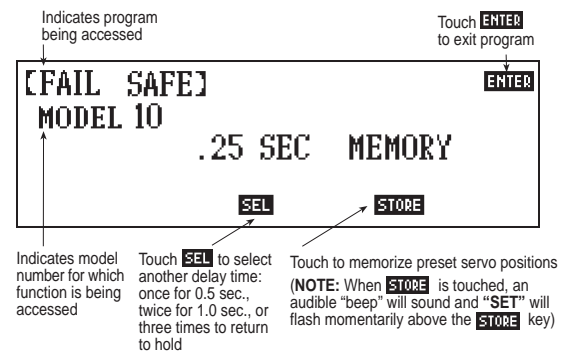 Indicates program
being accessed
Touch ENTER
to exit program
[FAIL SAFE]
ENTER
MODEL 10
.25 SEC MEMORY
SEL
STORE
Indicates model
number for which
function is being
accessed
Touch SEL to select
another delay time:
once for 0.5 sec.,
twice for 1.0 sec., or
three times to return
to hold
Touch to memorize preset servo positions
(NOTE: When STORE is touched, an
audible “beep” will sound and “SET” will
flash momentarily above the STORE key)